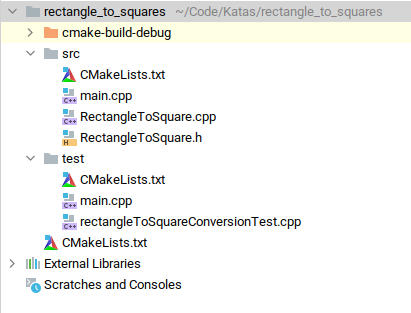 rectangle_to_squares ~/Code/Katas/rectangle_to_squares
cmake-build-debug
src
CMakeLists.txt
C++ main.cpp
C++ RectangleToSquare.cpp
H RectangleToSquare.h
test
CMakeLists.txt
C++ main.cpp
C++ rectangleToSquareConversionTest.cpp
CMakeLists.txt
External Libraries
Scratches and Consoles